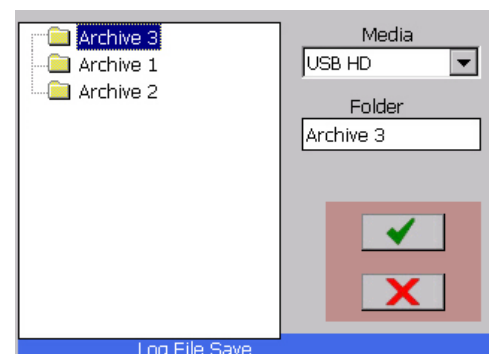 Archive 3
Archive 1
Archive 2
Media
USB HD
Folder
Archive 3
Log File Save